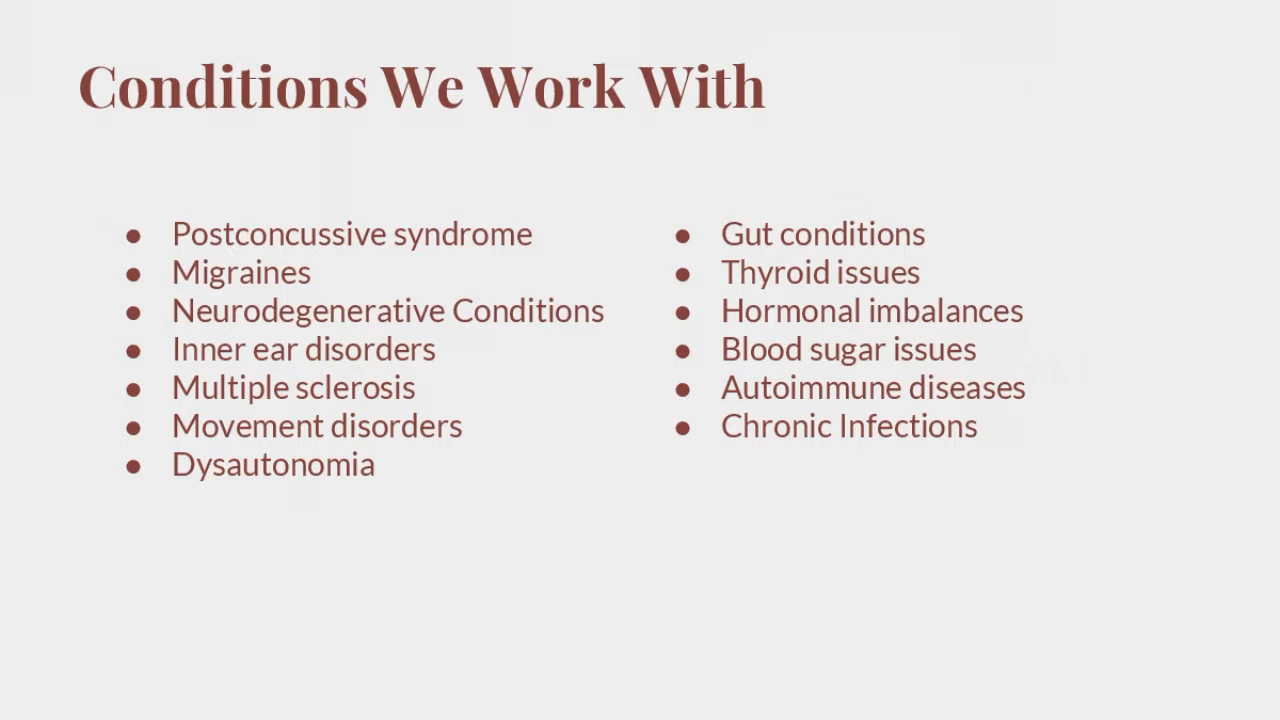 Conditions We Work With
● Postconcussive syndrome
● Migraines
● Neurodegenerative Conditions
● Inner ear disorders
● Multiple sclerosis
● Movement disorders
● Dysautonomia
● Gut conditions
● Thyroid issues
● Hormonal imbalances
● Blood sugar issues
● Autoimmune diseases
● Chronic Infections